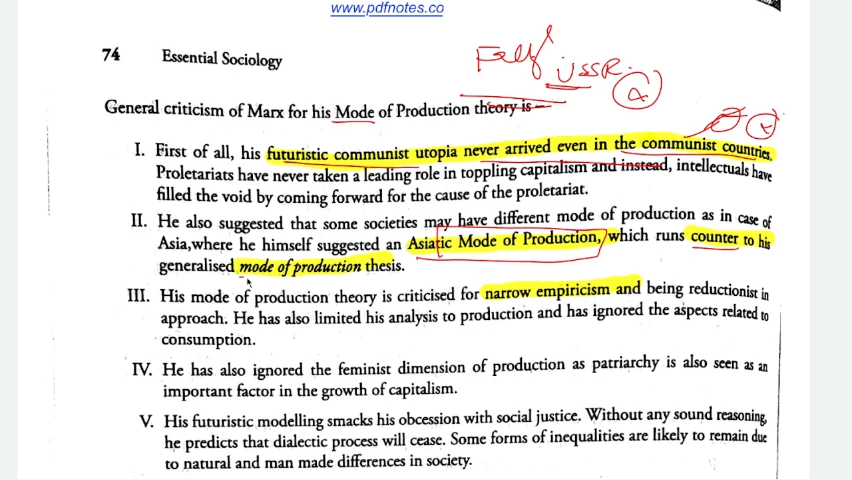 www.pdfnotes.co
74 Essential Sociology
Fall
USSR.
General criticism of Marx for his Mode of Production theory is—
I. First of all, his futuristic communist utopia never arrived even in the communist countries.
Proletariats have never taken a leading role in toppling capitalism and instead, intellectuals have
filled the void by coming forward for the cause of the proletariat.
II. He also suggested that some societies may have different mode of production as in case of
Asia,where he himself suggested an Asiatic Mode of Production, which runs counter to his
generalised mode of production thesis.
III. His mode of production theory is criticised for narrow empiricism and being reductionist in
approach. He has also limited his analysis to production and has ignored the aspects related to
consumption.
IV. He has also ignored the feminist dimension of production as patriarchy is also seen as an
important factor in the growth of capitalism.
V. His futuristic modelling smacks his obcession with social justice. Without any sound reasoning,
he predicts that dialectic process will cease. Some forms of inequalities are likely to remain due
to natural and man made differences in society.